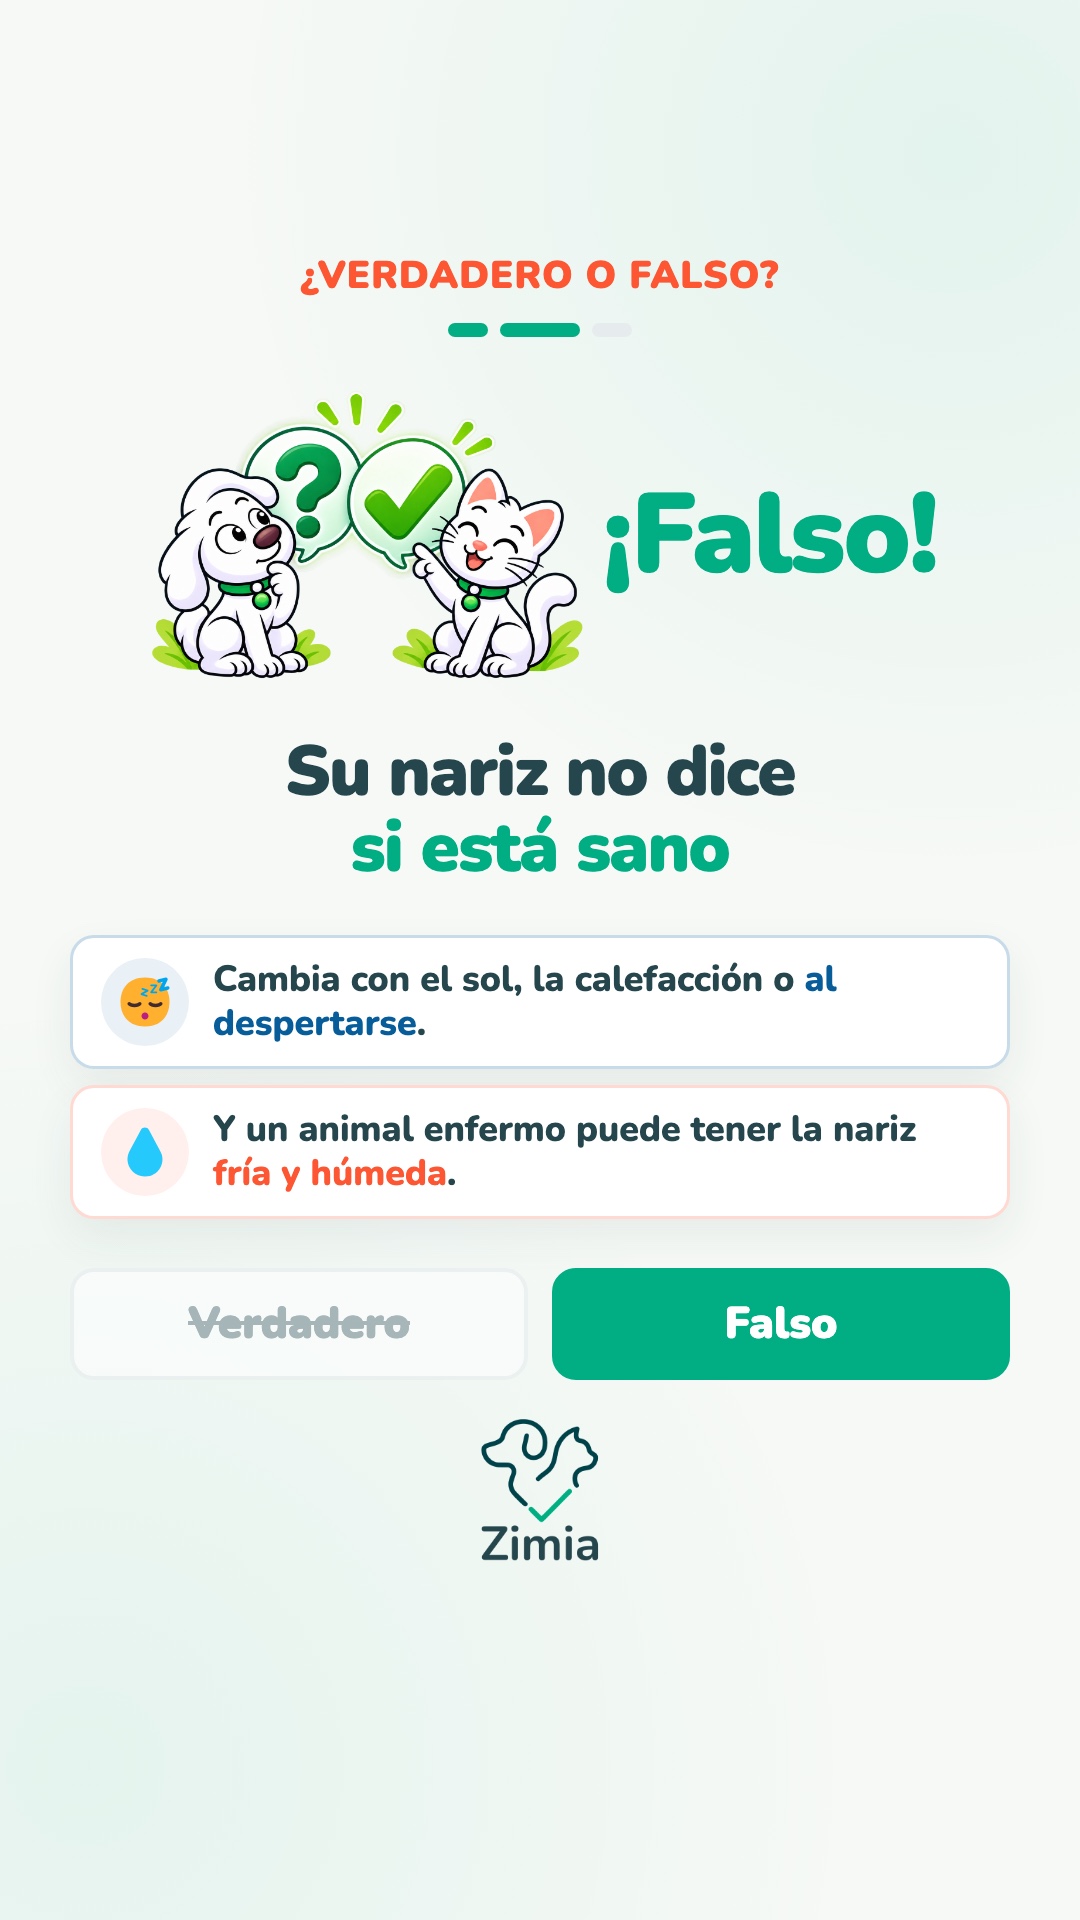 ¿VERDADERO O FALSO?
?
¡Falso!
Su nariz no dice
si está sano
Cambia con el sol, la calefacción o al
despertarse.
Y un animal enfermo puede tener la nariz
fría y húmeda.
Verdadero
Falso
Zimia